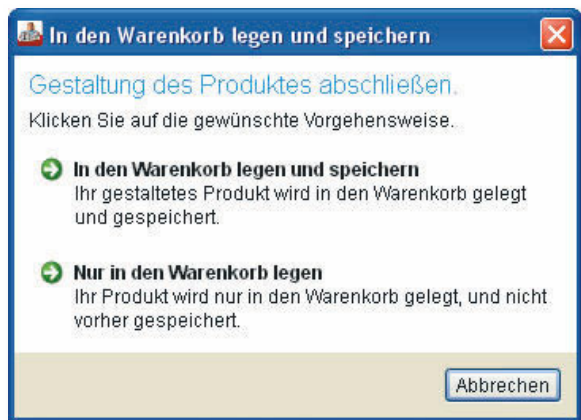 In den Warenkorb legen und speichern
Gestaltung des Produktes abschließen.
Klicken Sie auf die gewünschte Vorgehensweise.
In den Warenkorb legen und speichern
Ihr gestaltetes Produkt wird in den Warenkorb gelegt
und gespeichert.
Nur in den Warenkorb legen
Ihr Produkt wird nur in den Warenkorb gelegt, und nicht
vorher gespeichert.
Abbrechen